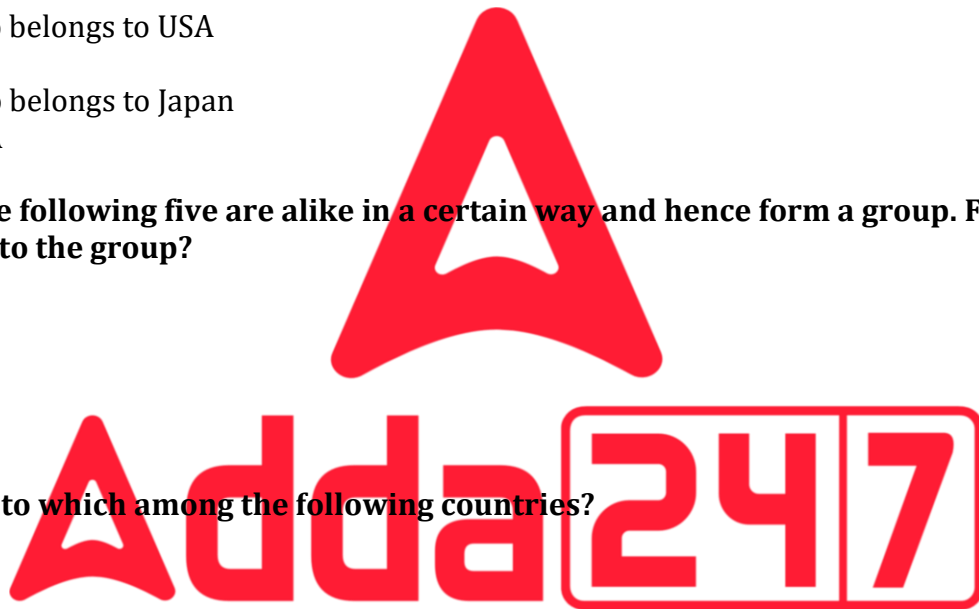 belongs to USA
belongs to Japan
following five are alike in a certain way and hence form a group. F
to the group?
to which among the following countries?
Adda247